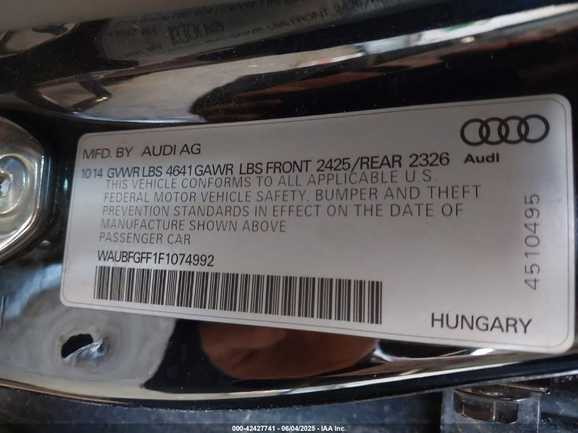 MFD. BY AUDI AG
10 14 GVWR LBS 4641 GAWR LBS FRONT 2425/REAR 2326
THIS VEHICLE CONFORMS TO ALL APPLICABLE U.S.
FEDERAL MOTOR VEHICLE SAFETY, BUMPER AND THEFT
PREVENTION STANDARDS IN EFFECT ON THE DATE OF
MANUFACTURE SHOWN ABOVE
PASSENGER CAR
WAUBFGFF1F1074992
Audi
4510495
HUNGARY
000-42427741 - 06/04/2025 - IAA Inc.